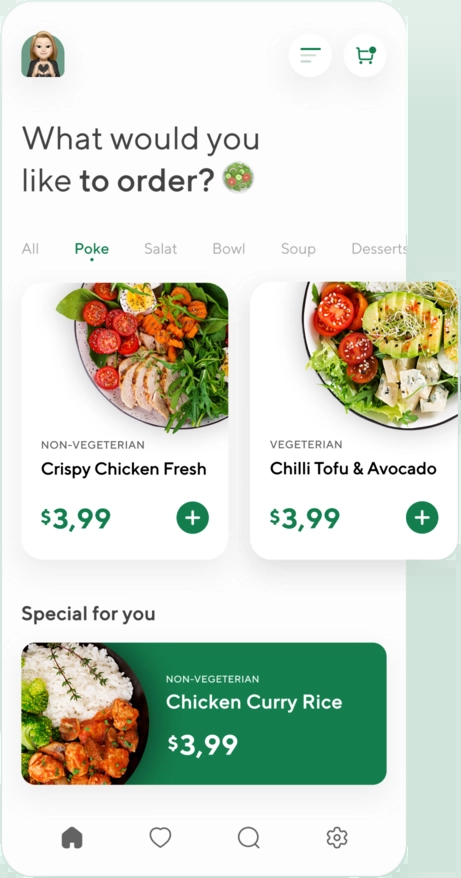 What would you
like to order?
All Poke Salat Bowl Soup Desserts
NON-VEGETERIAN
Crispy Chicken Fresh
$3,99
VEGETERIAN
Chilli Tofu & Avocado
$3,99
Special for you
NON-VEGETERIAN
Chicken Curry Rice
$3,99